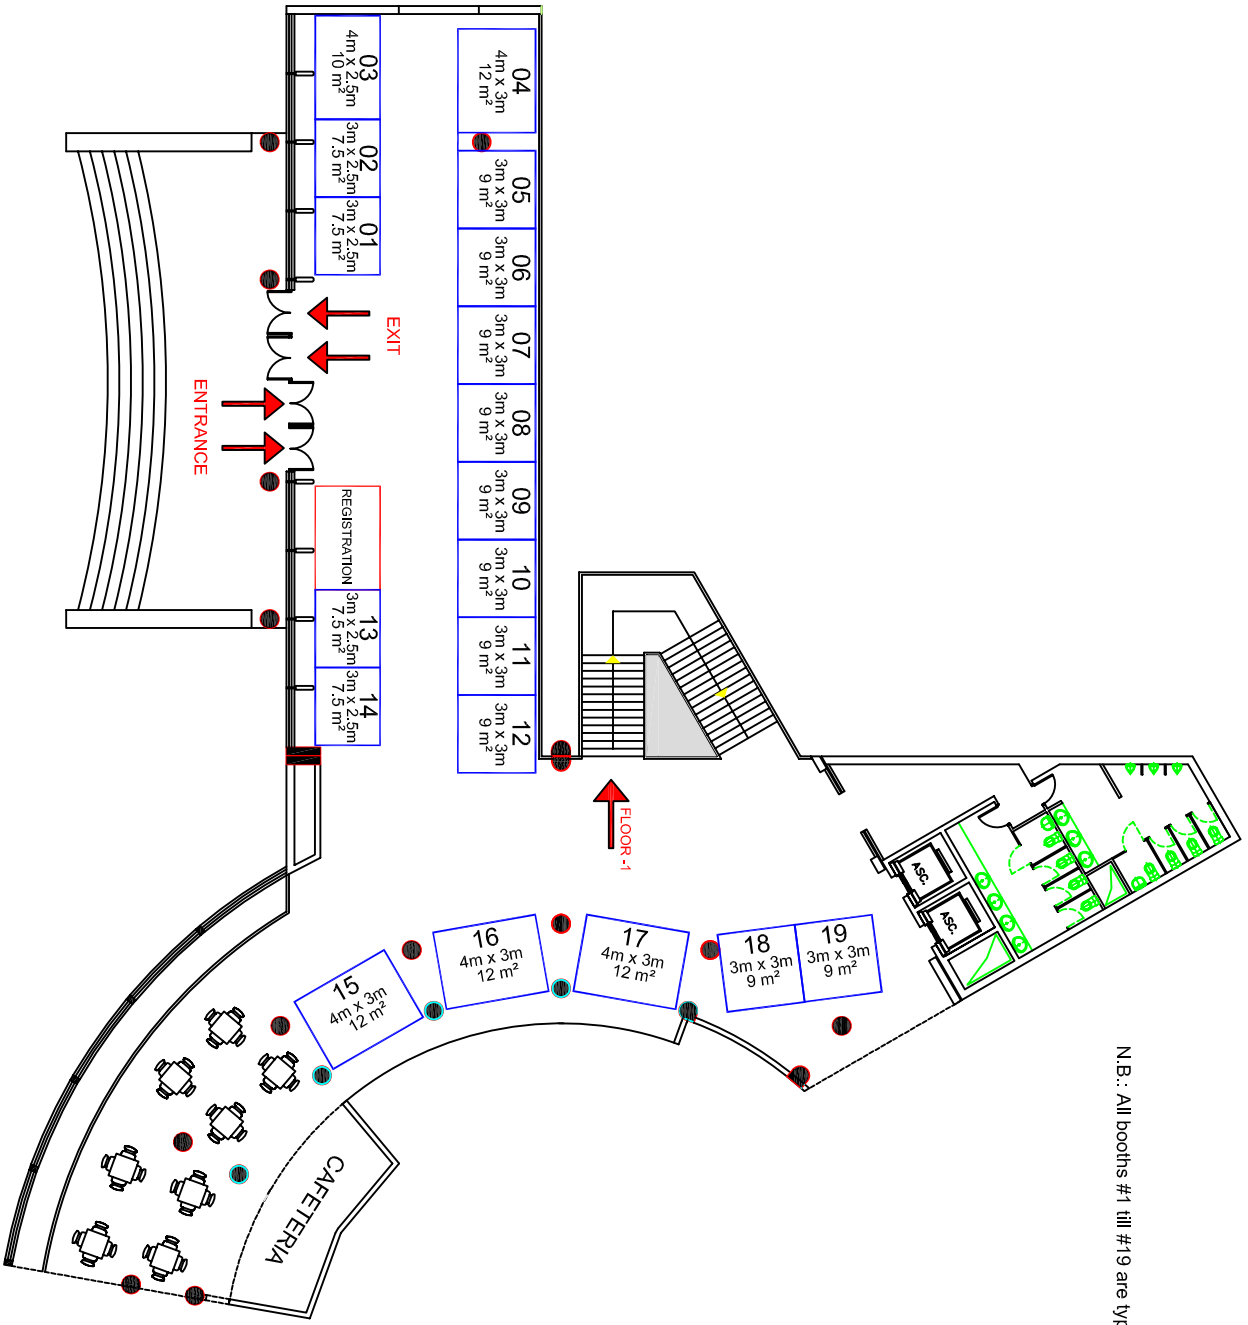 03
4m x 2.5m
10 m²
02
3m x 2.5m
7.5 m²
01
3m x 2.5m
7.5 m²
04
4m x 3m
12 m²
05
3m x 3m
9 m²
06
3m x 3m
9 m²
07
3m x 3m
9 m²
08
3m x 3m
9 m²
09
3m x 3m
9 m²
10
3m x 3m
9 m²
11
3m x 3m
9 m²
12
3m x 3m
9 m²
EXIT
ENTRANCE
REGISTRATION
13
3m x 2.5m
7.5 m²
14
3m x 2.5m
7.5 m²
FLOOR -1
ASC.
ASC.
15
4m x 3m
12 m²
16
4m x 3m
12 m²
17
4m x 3m
12 m²
18
3m x 3m
9 m²
19
3m x 3m
9 m²
CAFETERIA
N.B.: All booths #1 till #19 are typ